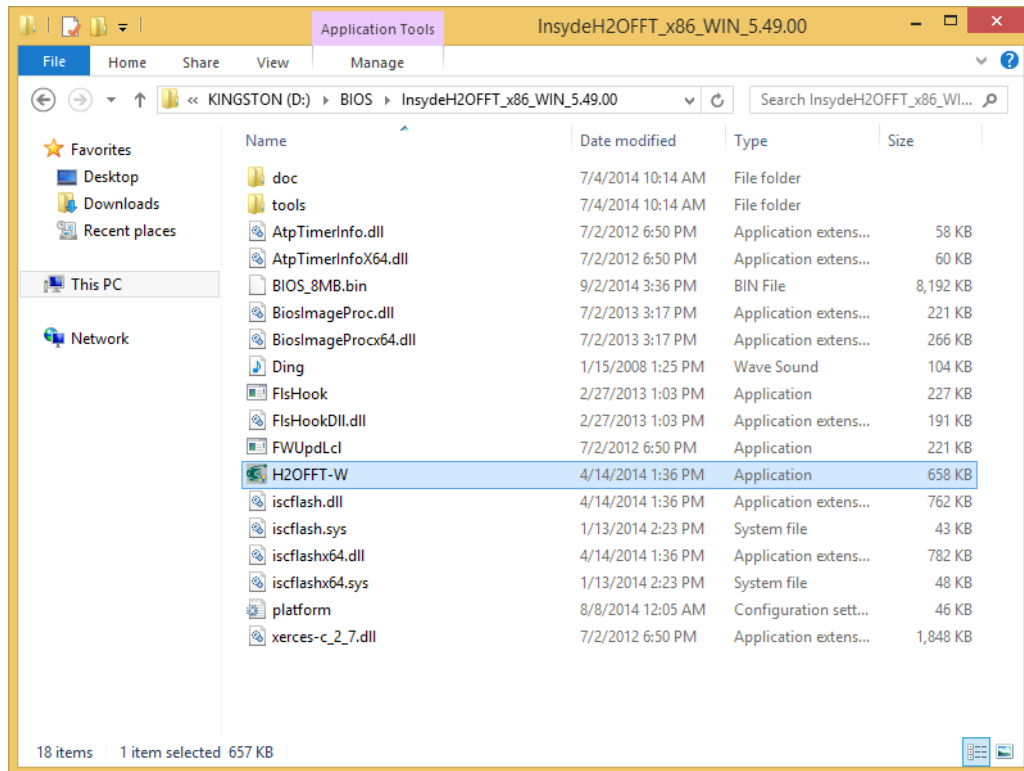 Application Tools InsydeH2OFFT_x86_WIN_5.49.00
File Home Share View Manage
« KINGSTON (D:) BIOS InsydeH2OFFT_x86_WIN_5.49.00 Search InsydeH2OFFT_x86_WI...
Favorites
Desktop
Downloads
Recent places
This PC
Network
Name Date modified Type Size
doc 7/4/2014 10:14 AM File folder
tools 7/4/2014 10:14 AM File folder
AtpTimerInfo.dll 7/2/2012 6:50 PM Application extens... 58 KB
AtpTimerInfoX64.dll 7/2/2012 6:50 PM Application extens... 60 KB
BIOS_8MB.bin 9/2/2014 3:36 PM BIN File 8,192 KB
BiosImageProc.dll 7/2/2013 3:17 PM Application extens... 221 KB
BiosImageProcx64.dll 7/2/2013 3:17 PM Application extens... 266 KB
Ding 1/15/2008 1:25 PM Wave Sound 104 KB
FlsHook 2/27/2013 1:03 PM Application 227 KB
FlsHookDll.dll 2/27/2013 1:03 PM Application extens... 191 KB
FWUpdLcl 7/2/2012 6:50 PM Application 221 KB
H2OFFT-W 4/14/2014 1:36 PM Application 658 KB
iscflash.dll 4/14/2014 1:36 PM Application extens... 762 KB
iscflash.sys 1/13/2014 2:23 PM System file 43 KB
iscflashx64.dll 4/14/2014 1:36 PM Application extens... 782 KB
iscflashx64.sys 1/13/2014 2:23 PM System file 48 KB
platform 8/8/2014 12:05 AM Configuration sett... 46 KB
xerces-c_2_7.dll 7/2/2012 6:50 PM Application extens... 1,848 KB
18 items 1 item selected 657 KB